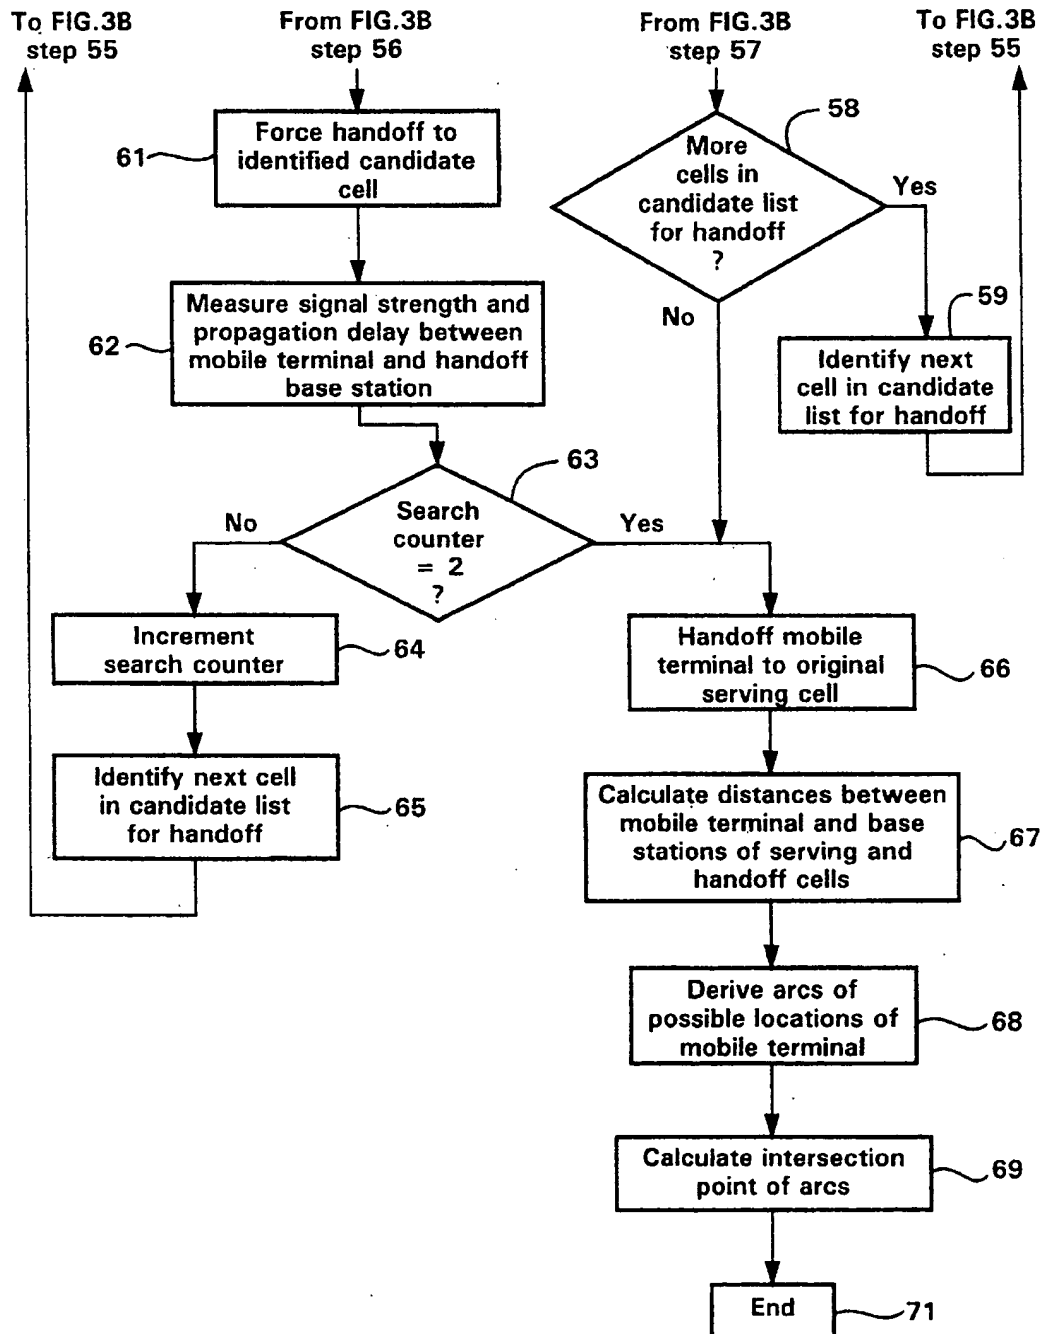 To FIG.3B
step 55
From FIG.3B
step 56
From FIG.3B
step 57
To FIG.3B
step 55
61
Force handoff to
identified candidate
cell
58
More
cells in
candidate list
for handoff
?
Yes
No
62
Measure signal strength and
propagation delay between
mobile terminal and handoff
base station
59
Identify next
cell in candidate
list for handoff
63
Search
counter
= 2
?
No
Yes
Increment
search counter
64
Identify next cell
in candidate list
for handoff
65
Handoff mobile
terminal to original
serving cell
66
Calculate distances between
mobile terminal and base
stations of serving and
handoff cells
67
Derive arcs of
possible locations of
mobile terminal
68
Calculate intersection
point of arcs
69
End
71